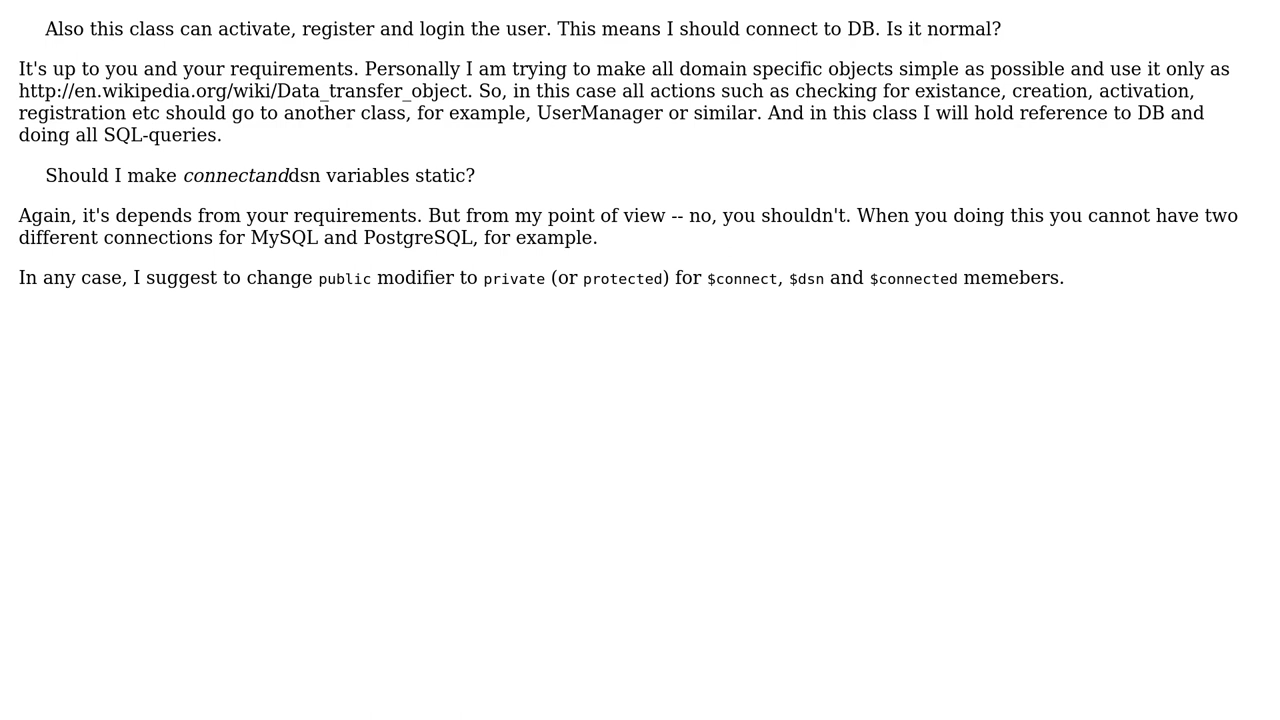 Also this class can activate, register and login the user. This means I should connect to DB. Is it normal?
It's up to you and your requirements. Personally I am trying to make all domain specific objects simple as possible and use it only as
http://en.wikipedia.org/wiki/Data_transfer_object. So, in this case all actions such as checking for existance, creation, activation,
registration etc should go to another class, for example, UserManager or similar. And in this class I will hold reference to DB and
doing all SQL-queries.
Should I make connectanddsn variables static?
Again, it's depends from your requirements. But from my point of view -- no, you shouldn't. When you doing this you cannot have two
different connections for MySQL and PostgreSQL, for example.
In any case, I suggest to change public modifier to private (or protected) for $connect, $dsn and $connected memebers.